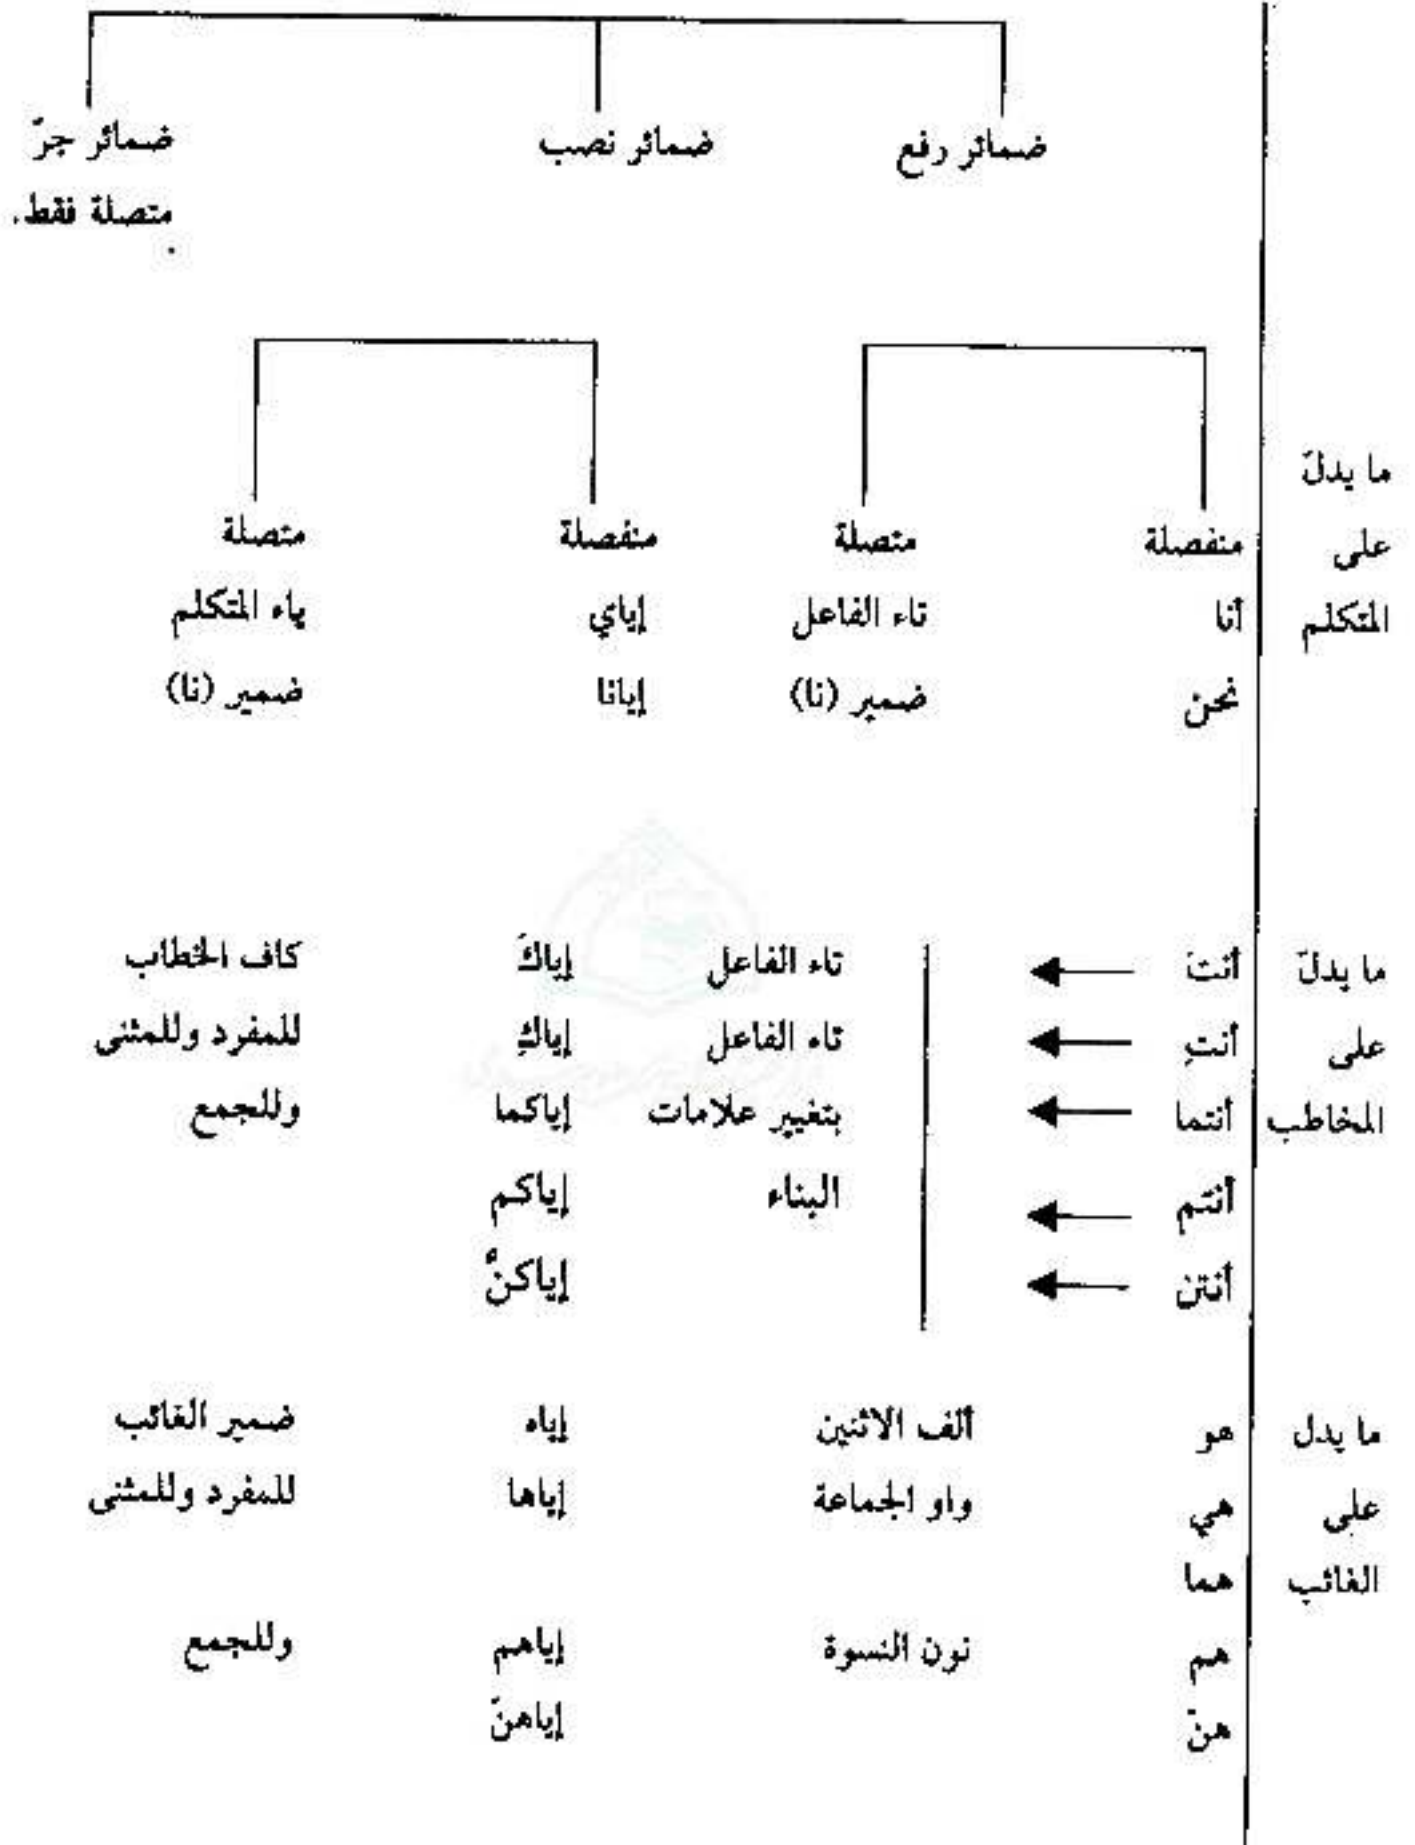 ضمائر رفع ضمائر نصب ضمائر جرّ
متصلة فقط.
ما يدلّ
على منفصلة متصلة منفصلة متصلة
المتكلم أنا تاء الفاعل إياي ياء المتكلم
نحن ضمير (نا) إيانا ضمير (نا)
ما يدلّ أنتَ تاء الفاعل إياكَ كاف الخطاب
على أنتِ تاء الفاعل إياكِ للمفرد وللمثنى
المخاطب أنتما بتغيير علامات إياكما وللجمع
أنتم البناء إياكم
أنتن إياكنّ
ما يدل هو ألف الاثنين إياه ضمير الغائب
على هي واو الجماعة إياها للمفرد وللمثنى
الغائب هما
هم نون النسوة إياهم وللجمع
هنّ إياهنّ